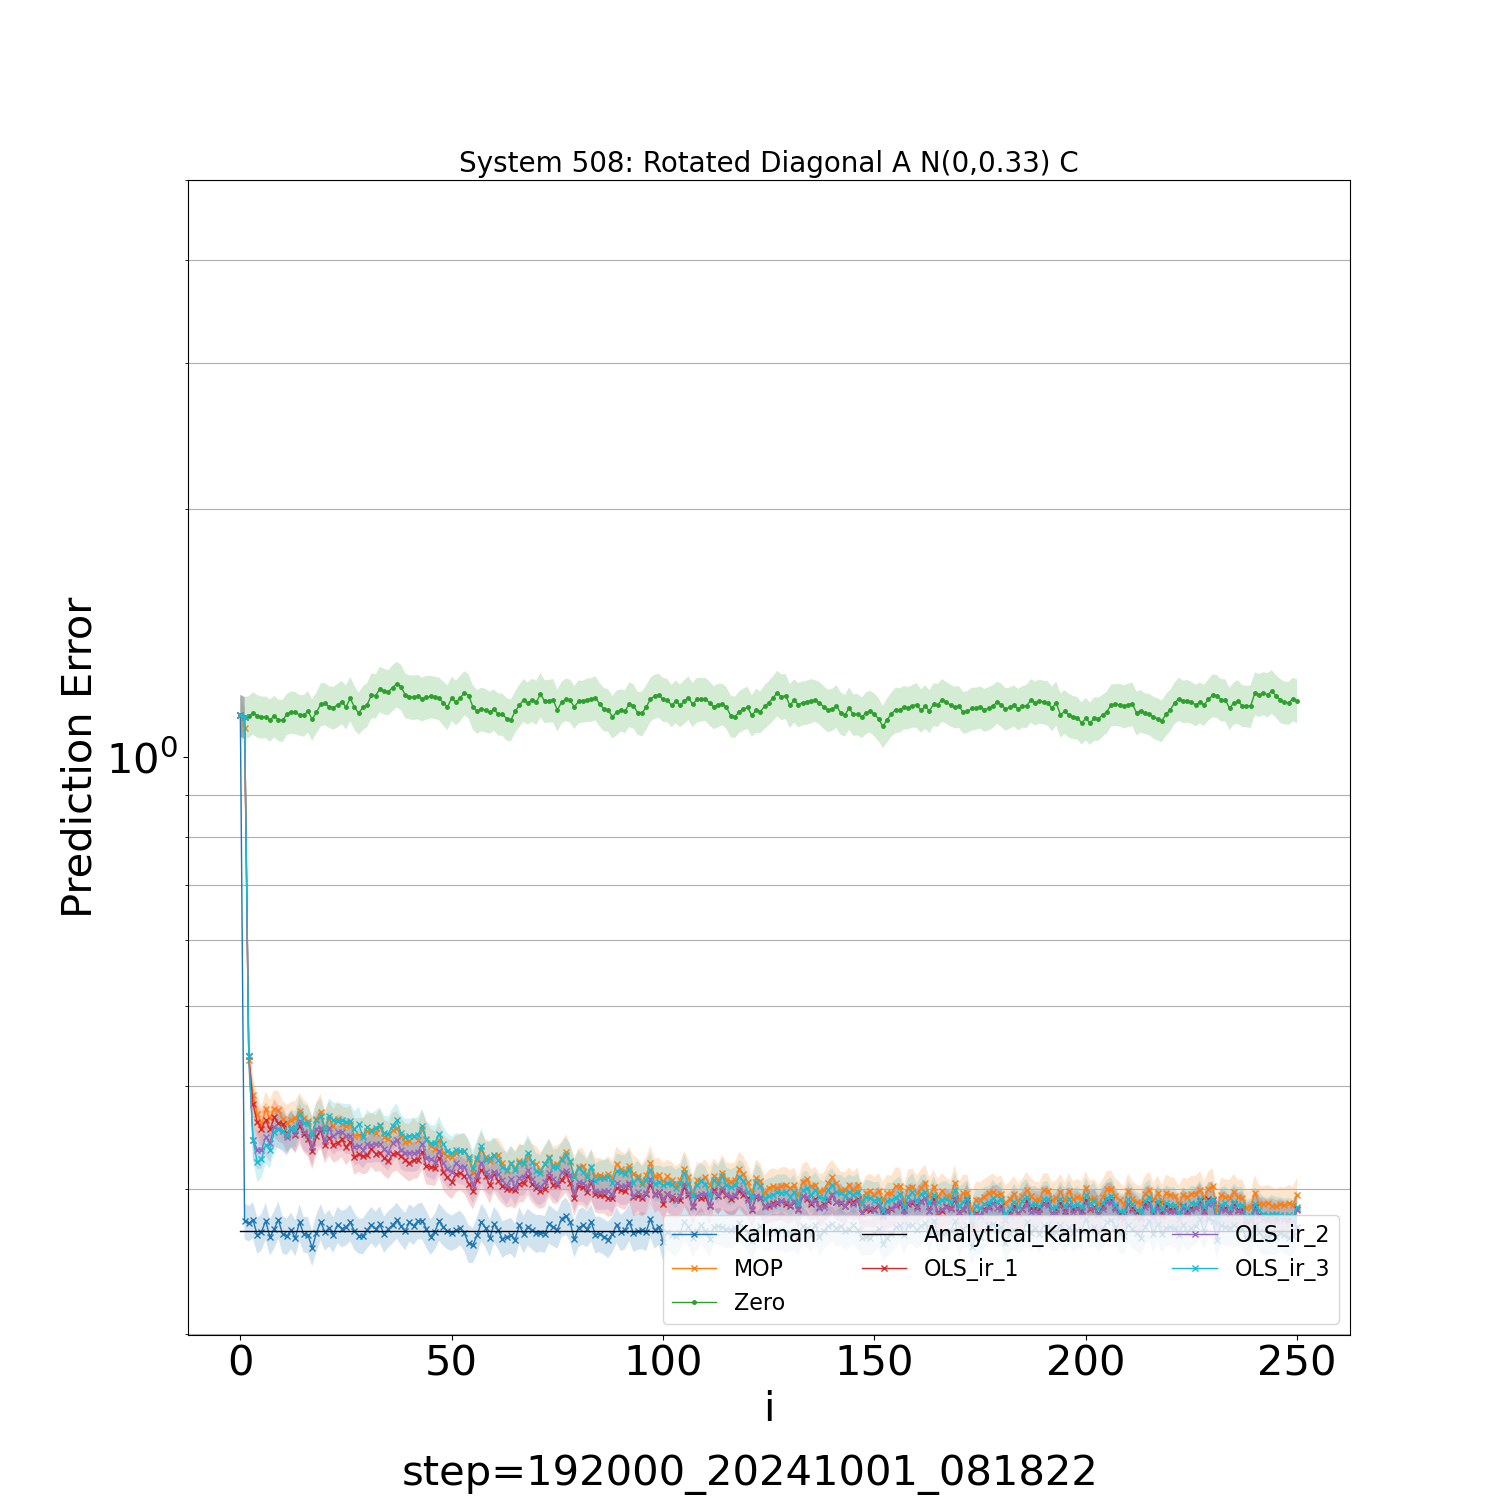 System 508: Rotated Diagonal A N(0,0.33) C
Prediction Error
10⁰
Kalman
MOP
Zero
Analytical_Kalman
OLS_ir_1
OLS_ir_2
OLS_ir_3
0 50 100 150 200 250
i
step=192000_20241001_081822